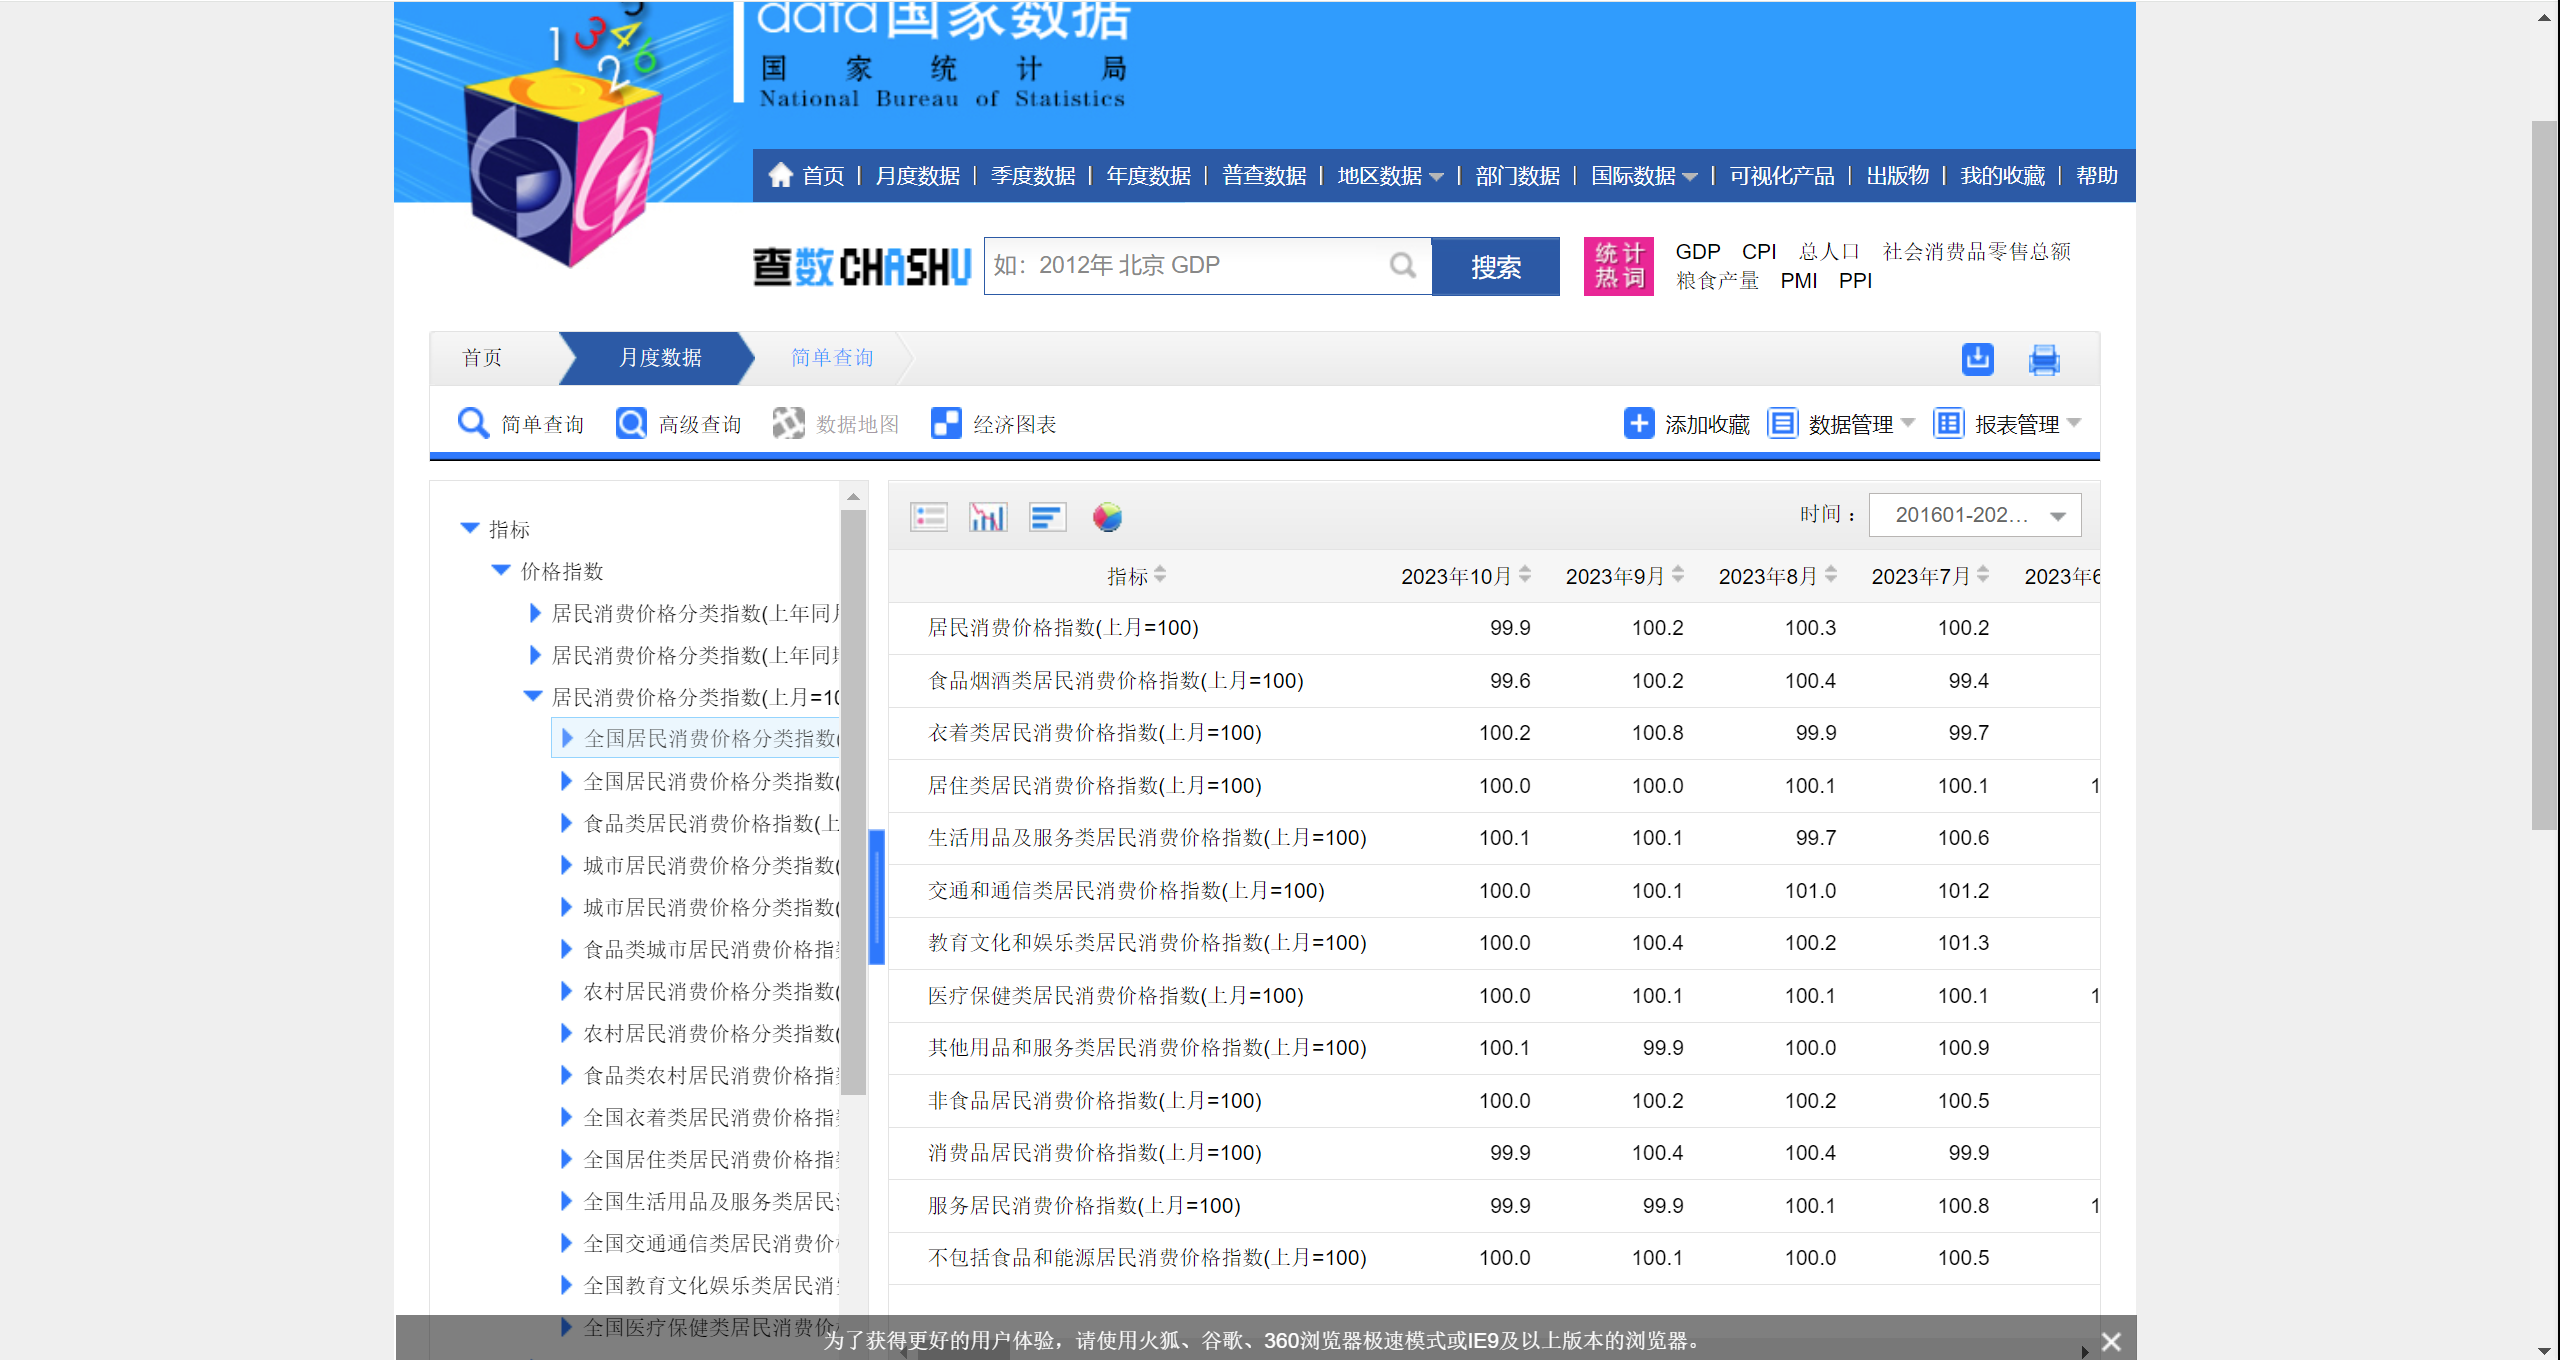 data国家数据
国家统计局
National Bureau of Statistics
首页 | 月度数据 | 季度数据 | 年度数据 | 普查数据 | 地区数据 | 部门数据 | 国际数据 | 可视化产品 | 出版物 | 我的收藏 | 帮助
查数CHASHU 如：2012年 北京 GDP 搜索
统计热词 GDP CPI 总人口 社会消费品零售总额
粮食产量 PMI PPI
首页 月度数据 简单查询
简单查询 高级查询 数据地图 经济图表 添加收藏 数据管理 报表管理
指标
价格指数
居民消费价格分类指数(上年同月
居民消费价格分类指数(上年同期
居民消费价格分类指数(上月=10
全国居民消费价格分类指数(
全国居民消费价格分类指数(
食品类居民消费价格指数(上
城市居民消费价格分类指数(
城市居民消费价格分类指数(
食品类城市居民消费价格指
农村居民消费价格分类指数(
农村居民消费价格分类指数(
食品类农村居民消费价格指
全国衣着类居民消费价格指
全国居住类居民消费价格指
全国生活用品及服务类居民
全国交通通信类居民消费价
全国教育文化娱乐类居民消
全国医疗保健类居民消费价
时间： 201601-202...
指标 2023年10月 2023年9月 2023年8月 2023年7月 2023年6
居民消费价格指数(上月=100) 99.9 100.2 100.3 100.2
食品烟酒类居民消费价格指数(上月=100) 99.6 100.2 100.4 99.4
衣着类居民消费价格指数(上月=100) 100.2 100.8 99.9 99.7
居住类居民消费价格指数(上月=100) 100.0 100.0 100.1 100.1 1
生活用品及服务类居民消费价格指数(上月=100) 100.1 100.1 99.7 100.6
交通和通信类居民消费价格指数(上月=100) 100.0 100.1 101.0 101.2
教育文化和娱乐类居民消费价格指数(上月=100) 100.0 100.4 100.2 101.3
医疗保健类居民消费价格指数(上月=100) 100.0 100.1 100.1 100.1 1
其他用品和服务类居民消费价格指数(上月=100) 100.1 99.9 100.0 100.9
非食品居民消费价格指数(上月=100) 100.0 100.2 100.2 100.5
消费品居民消费价格指数(上月=100) 99.9 100.4 100.4 99.9
服务居民消费价格指数(上月=100) 99.9 99.9 100.1 100.8 1
不包括食品和能源居民消费价格指数(上月=100) 100.0 100.1 100.0 100.5
为了获得更好的用户体验，请使用火狐、谷歌、360浏览器极速模式或IE9及以上版本的浏览器。